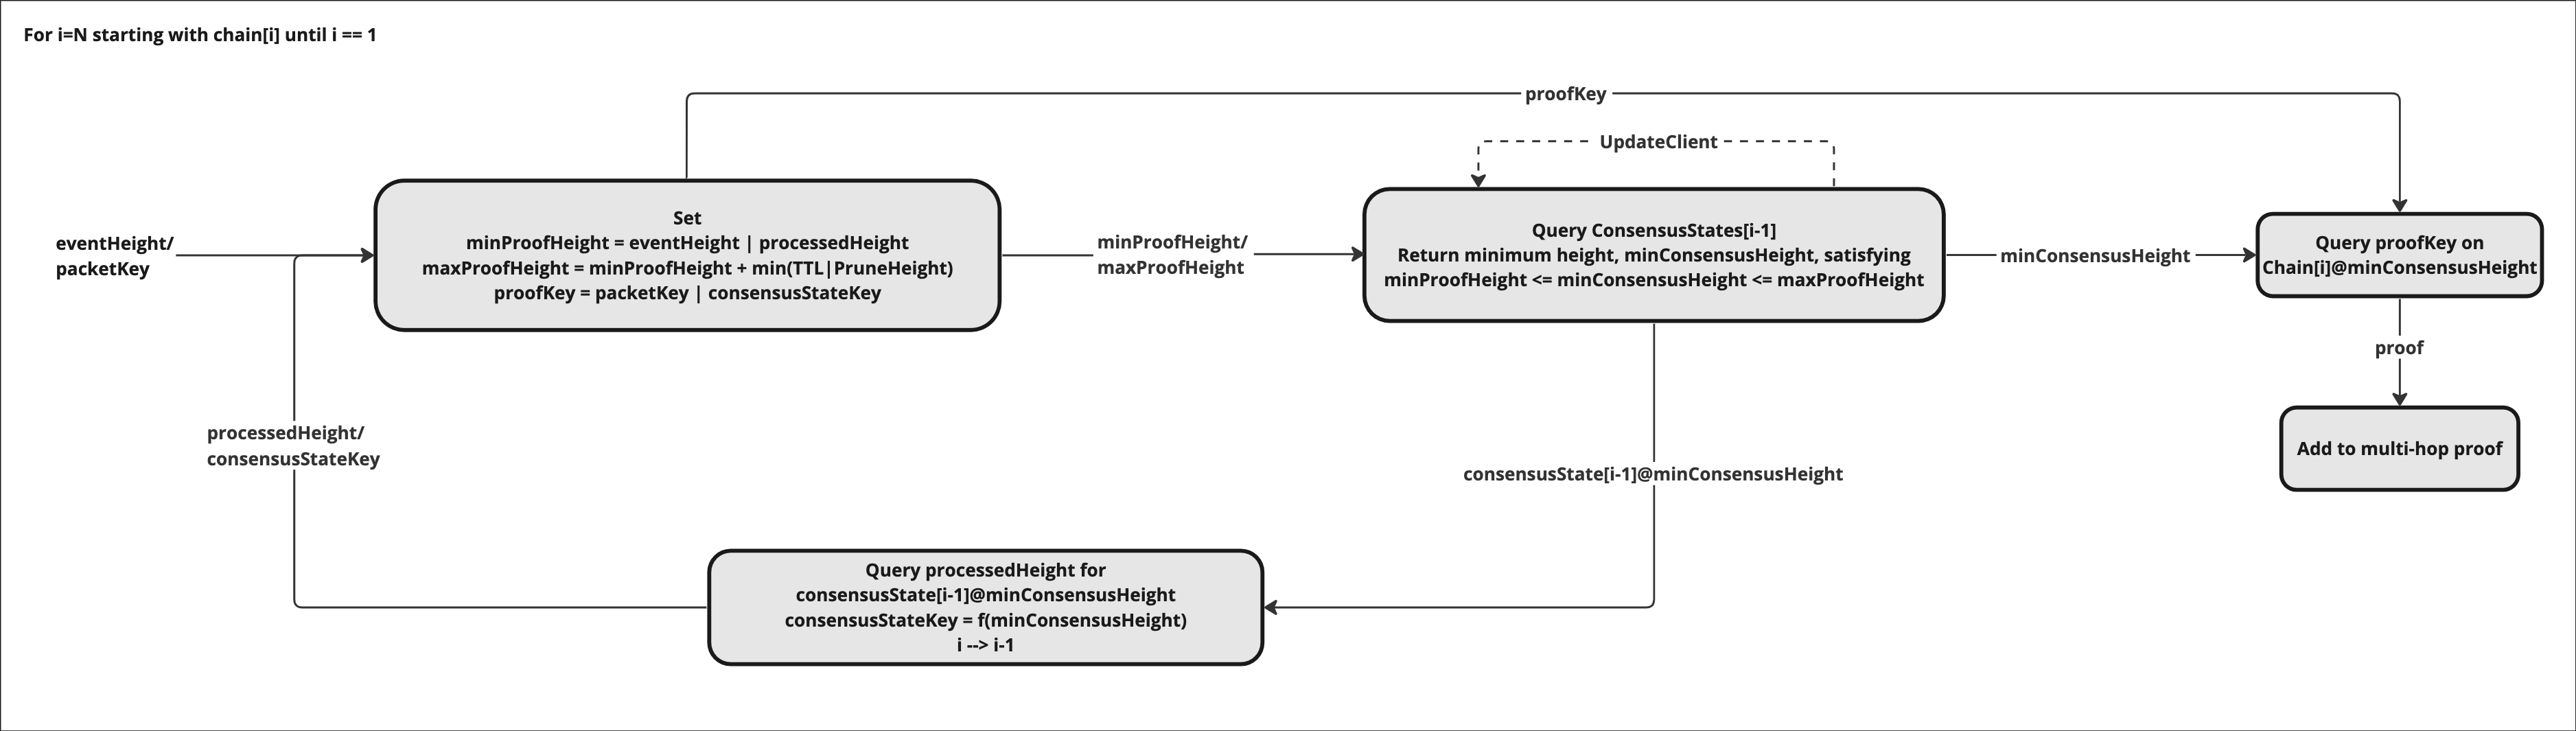 For i=N starting with chain[i] until i == 1
proofKey
UpdateClient
eventHeight/
packetKey
Set
minProofHeight = eventHeight | processedHeight
maxProofHeight = minProofHeight + min(TTL|PruneHeight)
proofKey = packetKey | consensusStateKey
minProofHeight/
maxProofHeight
Query ConsensusStates[i-1]
Return minimum height, minConsensusHeight, satisfying
minProofHeight <= minConsensusHeight <= maxProofHeight
minConsensusHeight
Query proofKey on
Chain[i]@minConsensusHeight
proof
Add to multi-hop proof
processedHeight/
consensusStateKey
consensusState[i-1]@minConsensusHeight
Query processedHeight for
consensusState[i-1]@minConsensusHeight
consensusStateKey = f(minConsensusHeight)
i --> i-1